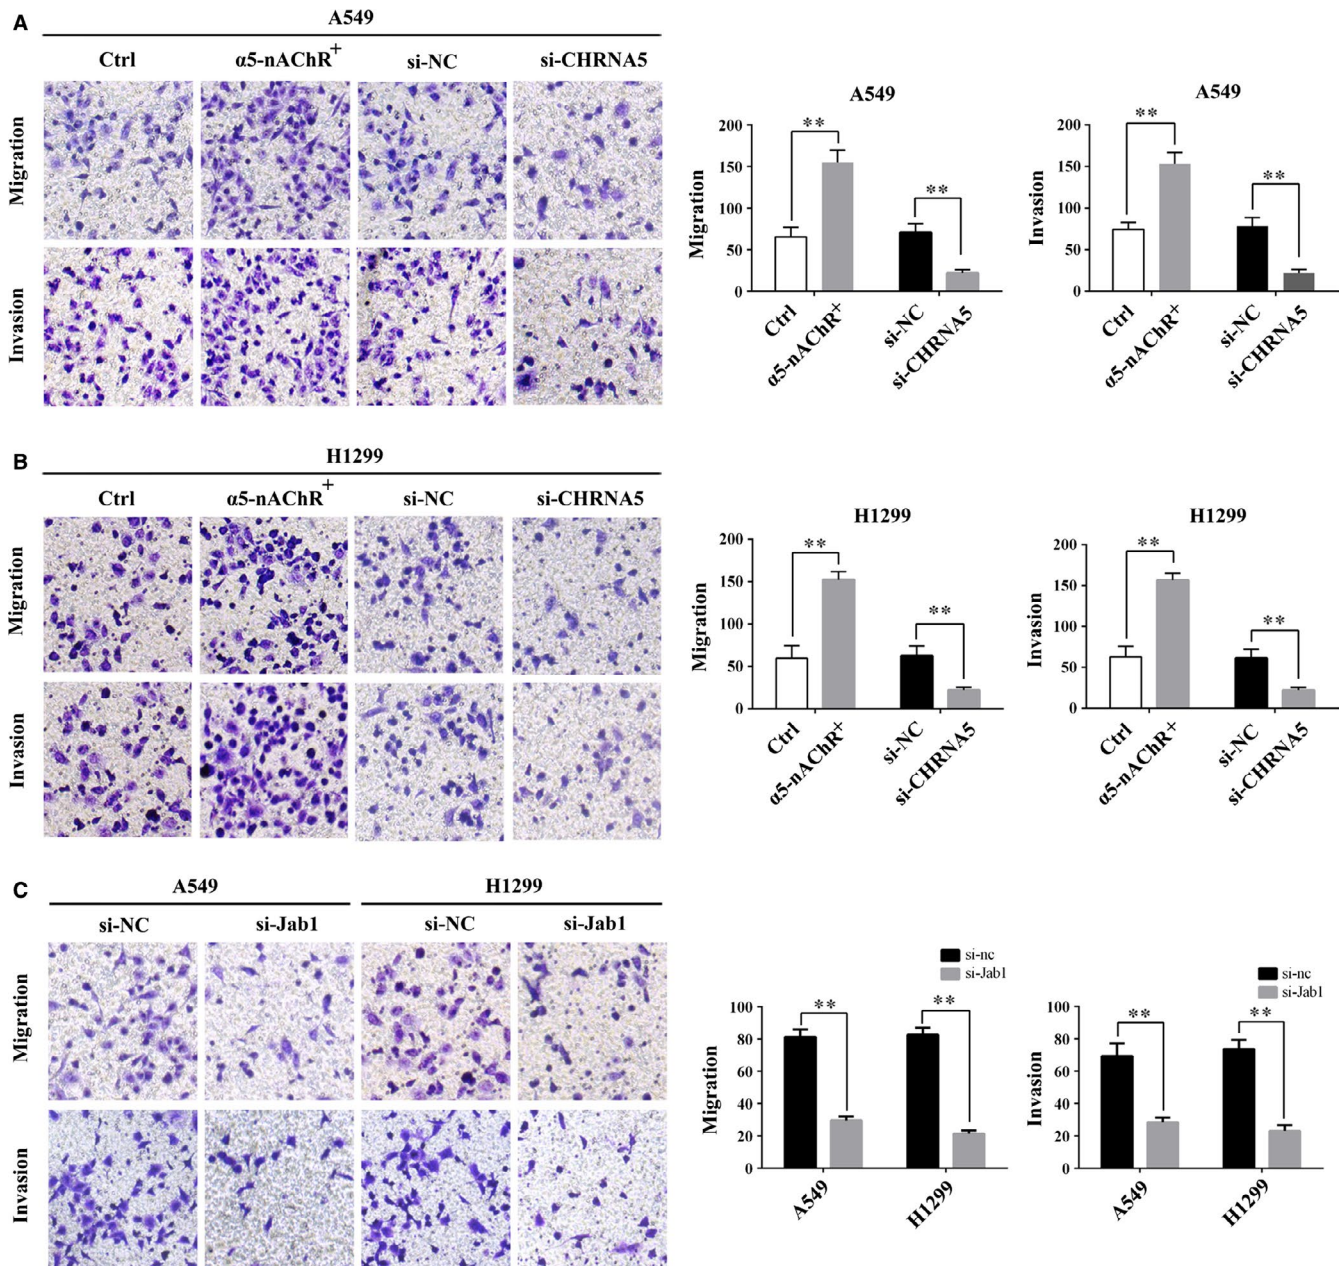 A
A549
Ctrl α5-nAChR+ si-NC si-CHRNA5
Migration
Invasion
A549
200
150
100
50
0
Migration
**
**
Ctrl
α5-nAChR+
si-NC
si-CHRNA5
A549
200
150
100
50
0
Invasion
**
**
Ctrl
α5-nAChR+
si-NC
si-CHRNA5
B
H1299
Ctrl α5-nAChR+ si-NC si-CHRNA5
Migration
Invasion
H1299
200
150
100
50
0
Migration
**
**
Ctrl
α5-nAChR+
si-NC
si-CHRNA5
H1299
200
150
100
50
0
Invasion
**
**
Ctrl
α5-nAChR+
si-NC
si-CHRNA5
C
A549 H1299
si-NC si-Jab1 si-NC si-Jab1
Migration
Invasion
si-nc
si-Jab1
100
80
60
40
20
0
Migration
**
**
A549
H1299
si-nc
si-Jab1
100
80
60
40
20
0
Invasion
**
**
A549
H1299